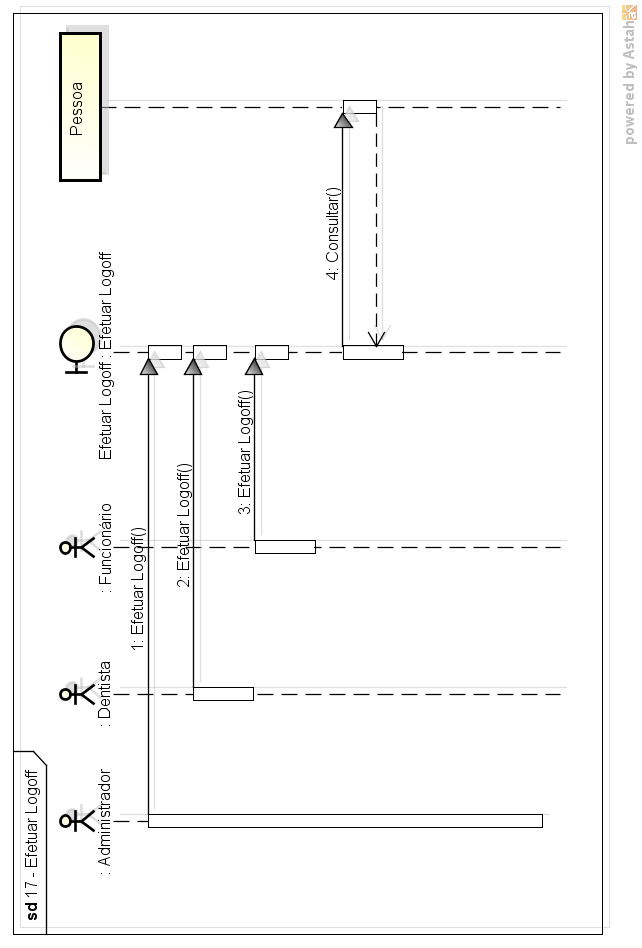 sd 17 - Efetuar Logoff
: Administrador
: Dentista
: Funcionário
Efetuar Logoff : Efetuar Logoff
Pessoa
1: Efetuar Logoff()
2: Efetuar Logoff()
3: Efetuar Logoff()
4: Consultar()
powered by Astah